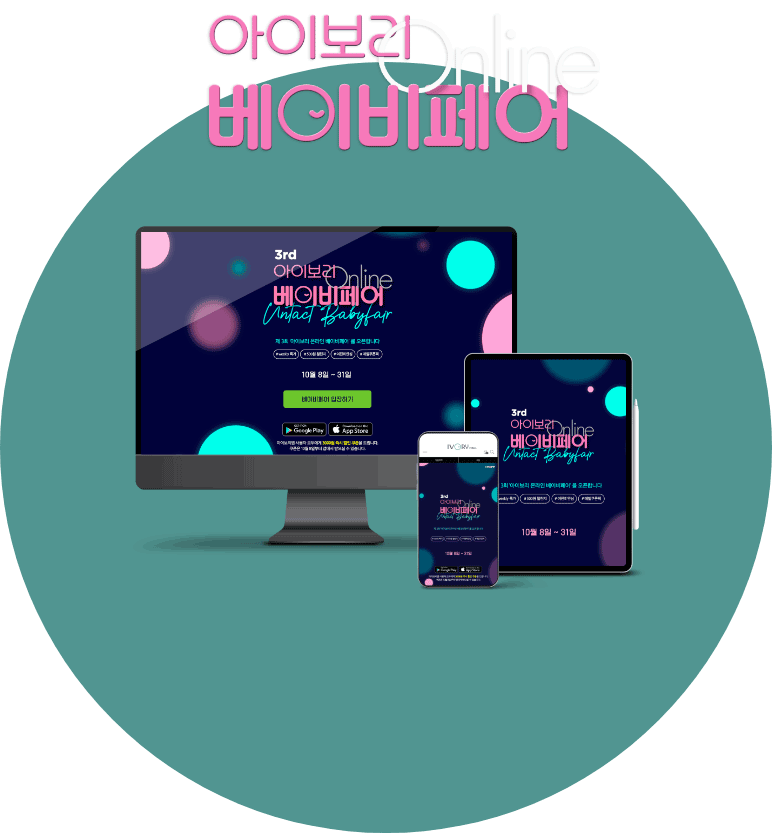 아이보리 Online
베이비페어
3rd
아이보리 Online
베이비페어
Untact Babyfair
제 3회 '아이보리 온라인 베이비페어' 를 오픈합니다
10월 8일 ~ 31일
베이비페어 입장하기
Google Play
App Store
3rd
아이보리 Online
베이비페어
Untact Babyfair
3회 '아이보리 온라인 베이비페어' 를 오픈합니다
10월 8일 ~ 31일
IVORY
3rd
아이보리 Online
베이비페어
Untact Babyfair
10월 8일 ~ 31일
Google Play
App Store